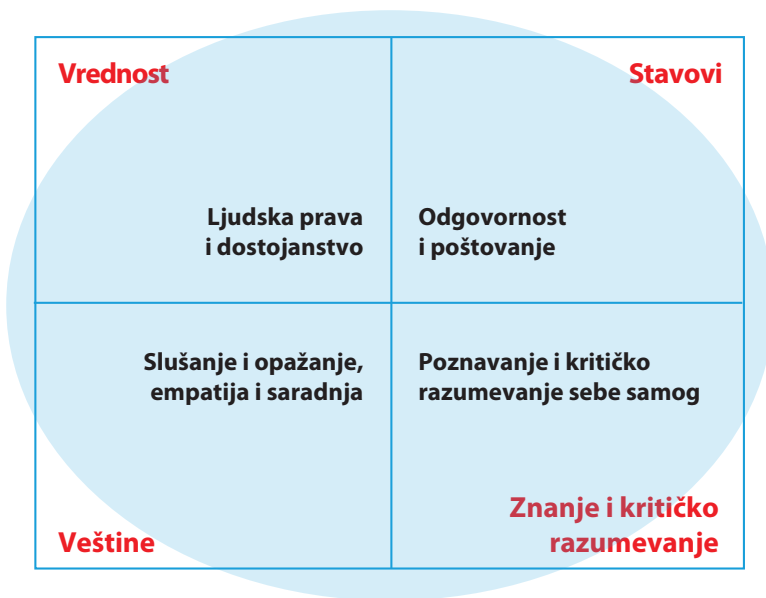 Vrednost
Stavovi
Ljudska prava
i dostojanstvo
Odgovornost
i poštovanje
Slušanje i opažanje,
empatija i saradnja
Poznavanje i kritičko
razumevanje sebe samog
Veštine
Znanje i kritičko
razumevanje